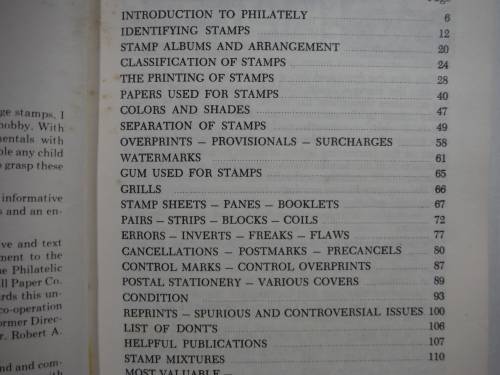 ge stamps, I
hobby. With
mentals with
ble any child
o grasp these
informative
s and an en-
ve and text
ment to the
e Philatelic
ll Paper Co.
rds this un-
co-operation
ormer Direc-
r. Robert A.
nd and com-
with
INTRODUCTION TO PHILATELY 6
IDENTIFYING STAMPS 12
STAMP ALBUMS AND ARRANGEMENT 20
CLASSIFICATION OF STAMPS 24
THE PRINTING OF STAMPS 28
PAPERS USED FOR STAMPS 40
COLORS AND SHADES 47
SEPARATION OF STAMPS 49
OVERPRINTS — PROVISIONALS — SURCHARGES 58
WATERMARKS 61
GUM USED FOR STAMPS 65
GRILLS 66
STAMP SHEETS — PANES — BOOKLETS 67
PAIRS — STRIPS — BLOCKS — COILS 72
ERRORS — INVERTS — FREAKS — FLAWS 77
CANCELLATIONS — POSTMARKS — PRECANCELS 80
CONTROL MARKS — CONTROL OVERPRINTS 87
POSTAL STATIONERY — VARIOUS COVERS 89
CONDITION 93
REPRINTS — SPURIOUS AND CONTROVERSIAL ISSUES 100
LIST OF DONT'S 106
HELPFUL PUBLICATIONS 107
STAMP MIXTURES 110
MOST VALUABLE —